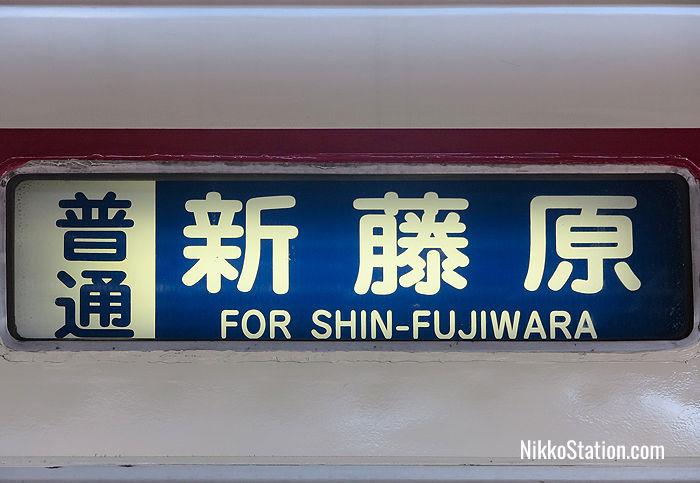 普通
新藤原
FOR SHIN-FUJIWARA
NikkoStation.com